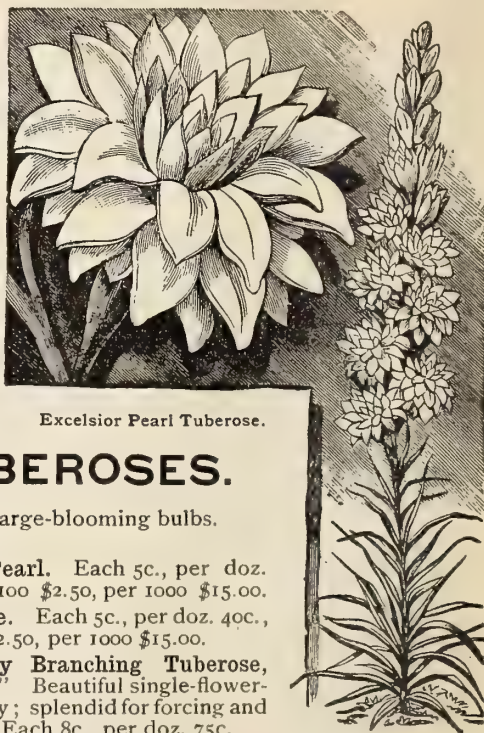 Excelsior Pearl Tuberose.
BEROSES.
arge-blooming bulbs.
Pearl. Each 5c., per doz.
100 $2.50, per 1000 $15.00.
e. Each 5c., per doz. 40c.,
2.50, per 1000 $15.00.
y Branching Tuberose,
" Beautiful single-flower-
y; splendid for forcing and
Each 8c., per doz. 75c.